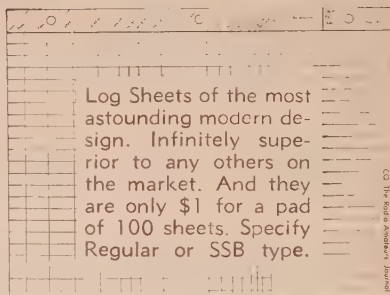 Log Sheets of the most
astounding modern de-
sign. Infinitely supe-
rior to any others on
the market. And they
are only $1 for a pad
of 100 sheets. Specify
Regular or SSB type.
CQ The Radio Amateurs Journal